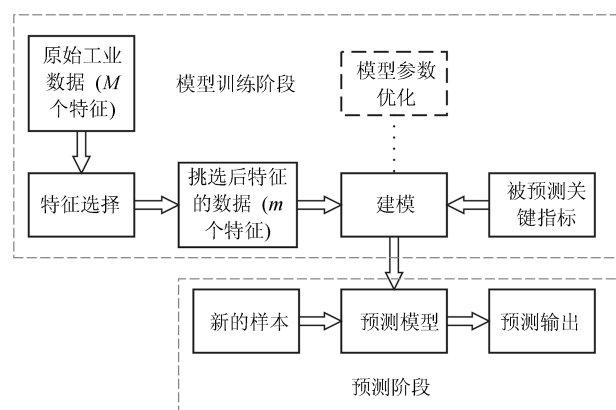 原始工业
数据 (M
个特征)
模型训练阶段
模型参数
优化
特征选择
挑选后特征
的数据 (m
个特征)
建模
被预测关
键指标
新的样本
预测模型
预测输出
预测阶段